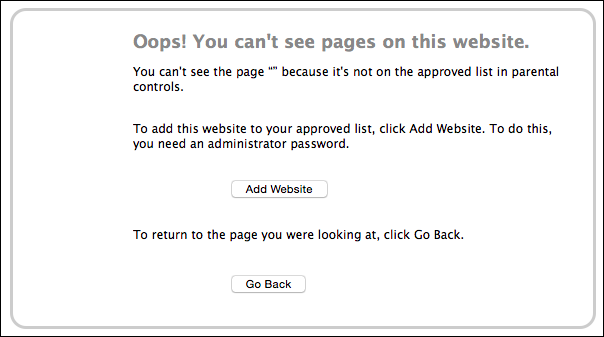 Oops! You can't see pages on this website.
You can't see the page “” because it's not on the approved list in parental
controls.
To add this website to your approved list, click Add Website. To do this,
you need an administrator password.
Add Website
To return to the page you were looking at, click Go Back.
Go Back